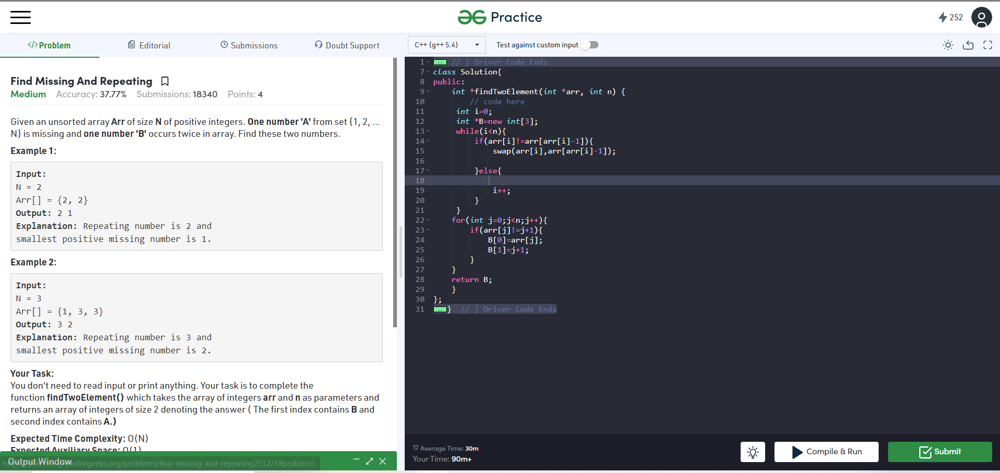 Practice
252
</>Problem
Editorial
Submissions
Doubt Support
C++ (g++ 5.4)
Test against custom input
Find Missing And Repeating
Medium Accuracy: 37.77% Submissions: 18340 Points: 4
Given an unsorted array Arr of size N of positive integers. One number 'A' from set {1, 2, ...
N} is missing and one number 'B' occurs twice in array. Find these two numbers.
Example 1:
Input:
N = 2
Arr[] = {2, 2}
Output: 2 1
Explanation: Repeating number is 2 and
smallest positive missing number is 1.
Example 2:
Input:
N = 3
Arr[] = {1, 3, 3}
Output: 3 2
Explanation: Repeating number is 3 and
smallest positive missing number is 2.
Your Task:
You don't need to read input or print anything. Your task is to complete the
function findTwoElement() which takes the array of integers arr and n as parameters and
returns an array of integers of size 2 denoting the answer ( The first index contains B and
second index contains A.)
Expected Time Complexity: O(N)
Expected Auxiliary Space: O(1)
Output Window
1 // } Driver Code Ends
7 class Solution{
8 public:
9 int *findTwoElement(int *arr, int n) {
10 // code here
11 int i=0;
12 int *B=new int[3];
13 while(i<n){
14 if(arr[i]!=arr[arr[i]-1]){
15 swap(arr[i],arr[arr[i]-1]);
16
17 }else{
18
19 i++;
20 }
21 }
22 for(int j=0;j<n;j++){
23 if(arr[j]!=j+1){
24 B[0]=arr[j];
25 B[1]=j+1;
26 }
27 }
28 return B;
29 }
30 };
31 } // } Driver Code Ends
Average Time: 30m
Your Time: 90m+
Compile & Run
Submit